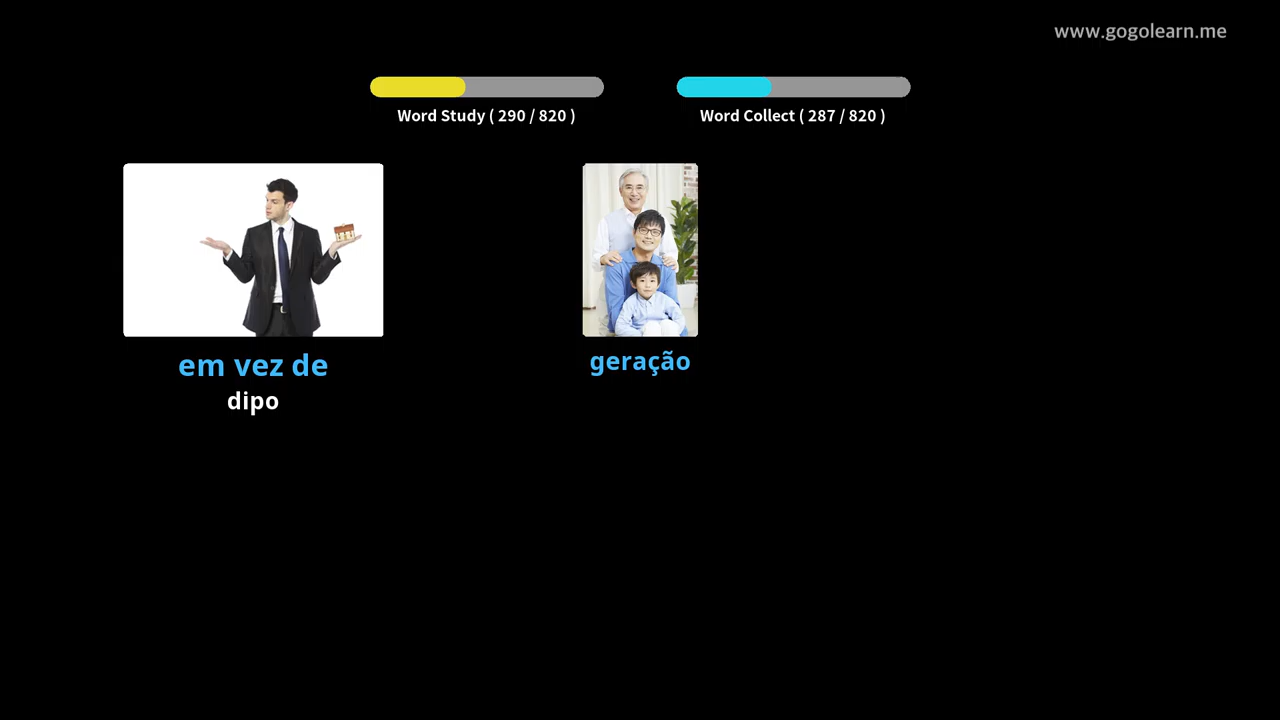 www.gogolearn.me
Word Study ( 290 / 820 )
Word Collect ( 287 / 820 )
em vez de
dipo
geração